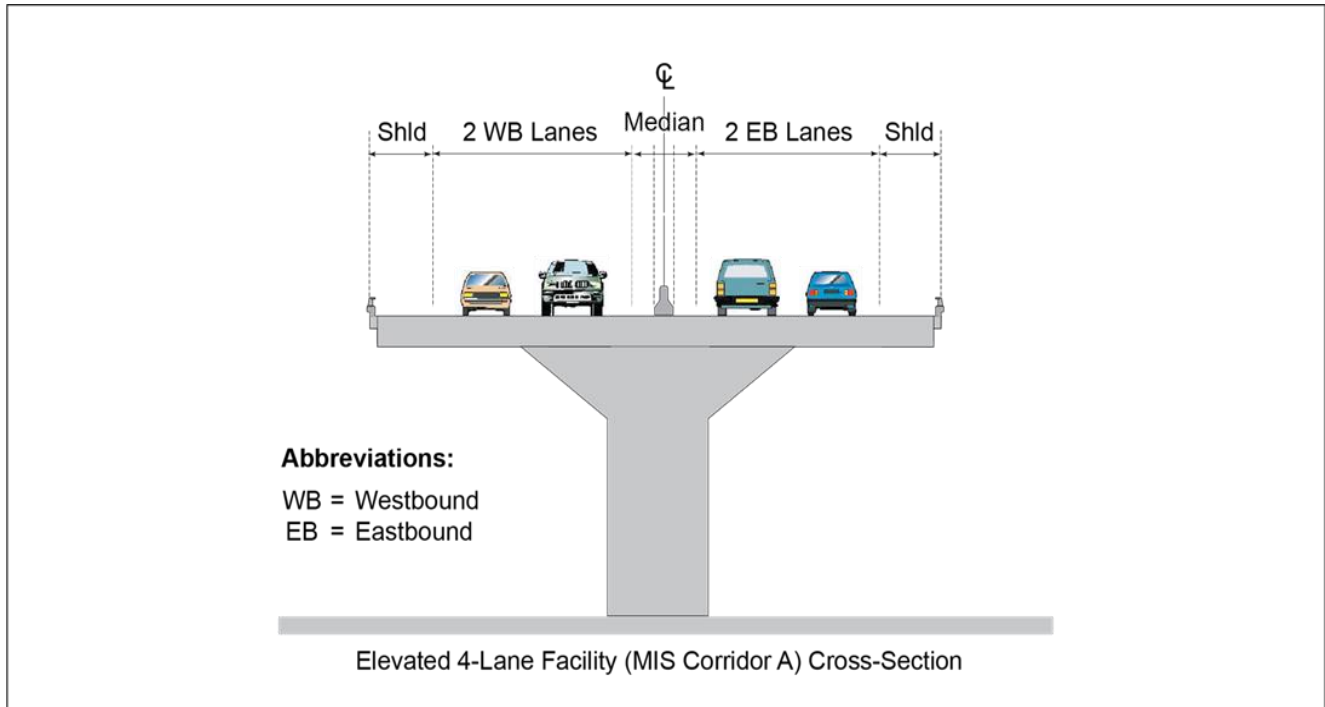 ℄
Shld 2 WB Lanes Median 2 EB Lanes Shld
Abbreviations:
WB = Westbound
EB = Eastbound
Elevated 4-Lane Facility (MIS Corridor A) Cross-Section